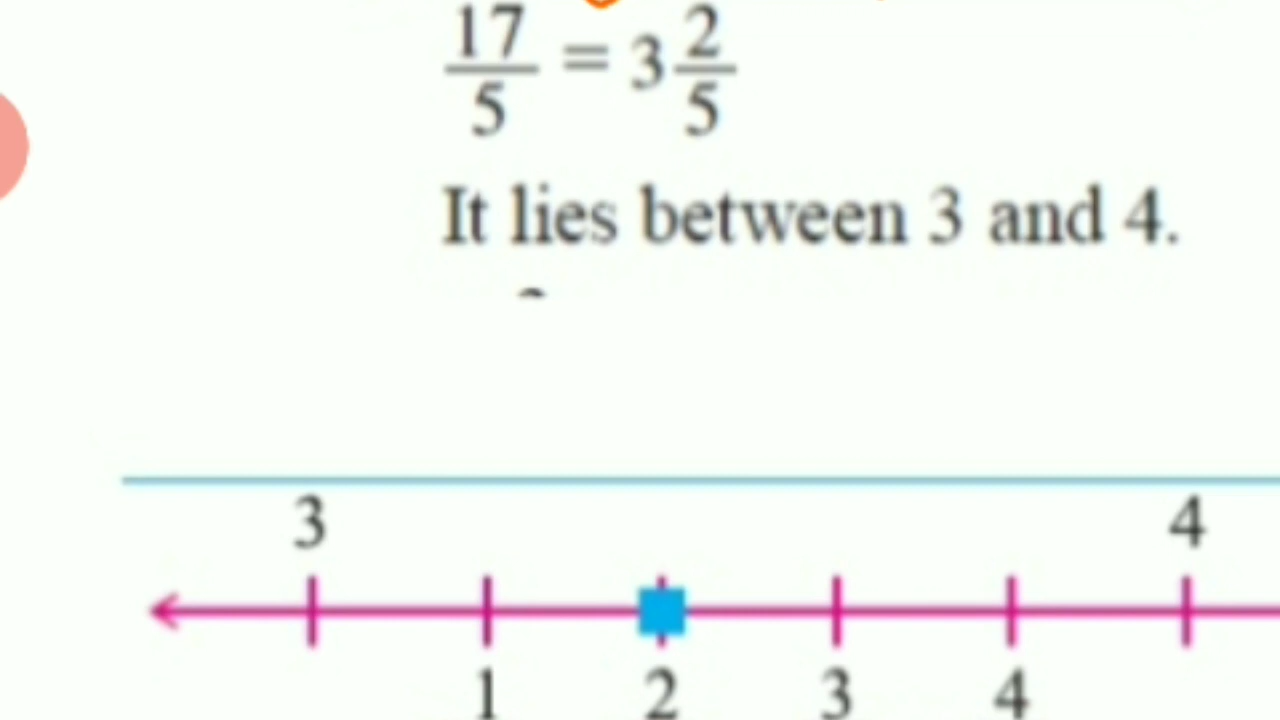 17/5 = 3 2/5
It lies between 3 and 4.
3 4
1 2 3 4